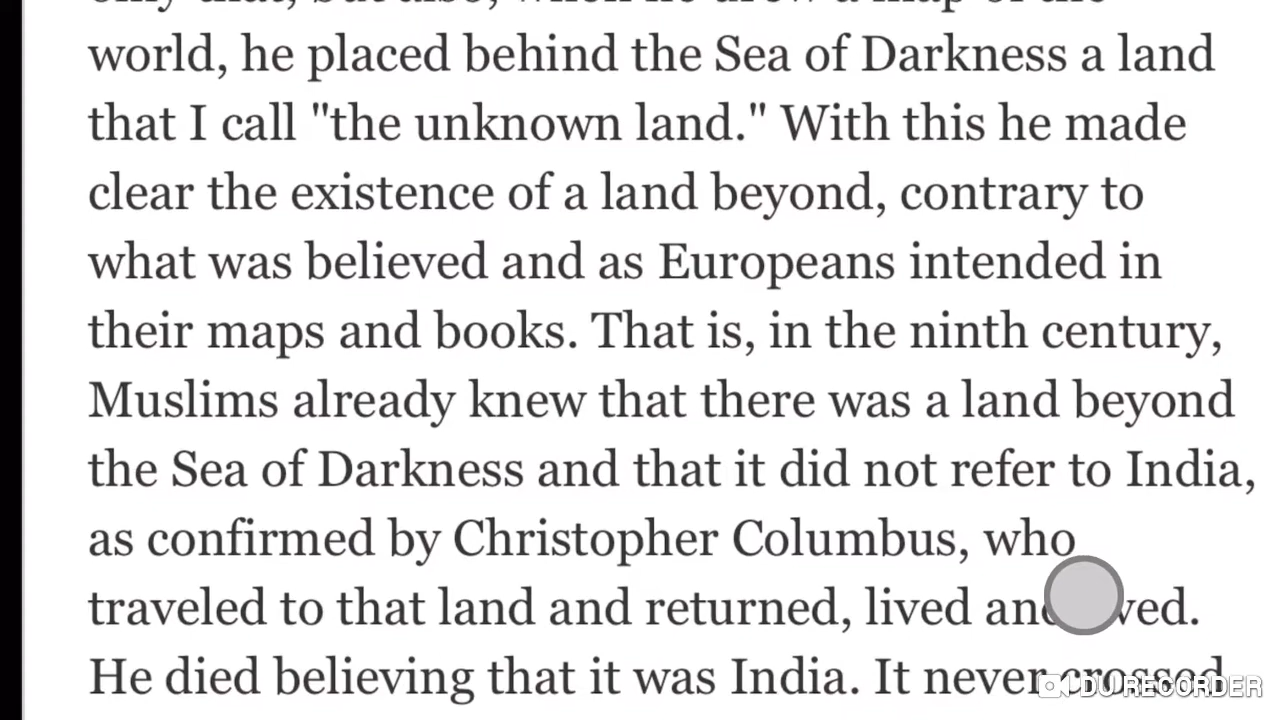 world, he placed behind the Sea of Darkness a land
that I call "the unknown land." With this he made
clear the existence of a land beyond, contrary to
what was believed and as Europeans intended in
their maps and books. That is, in the ninth century,
Muslims already knew that there was a land beyond
the Sea of Darkness and that it did not refer to India,
as confirmed by Christopher Columbus, who
traveled to that land and returned, lived
He died believing that it was India. It never crossed
DU RECORDER